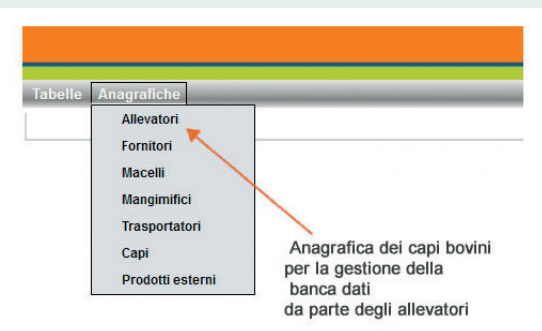 Tabelle Anagrafiche
Allevatori
Fornitori
Macelli
Mangimifici
Trasportatori
Capi
Prodotti esterni
Anagrafica dei capi bovini
per la gestione della
banca dati
da parte degli allevatori